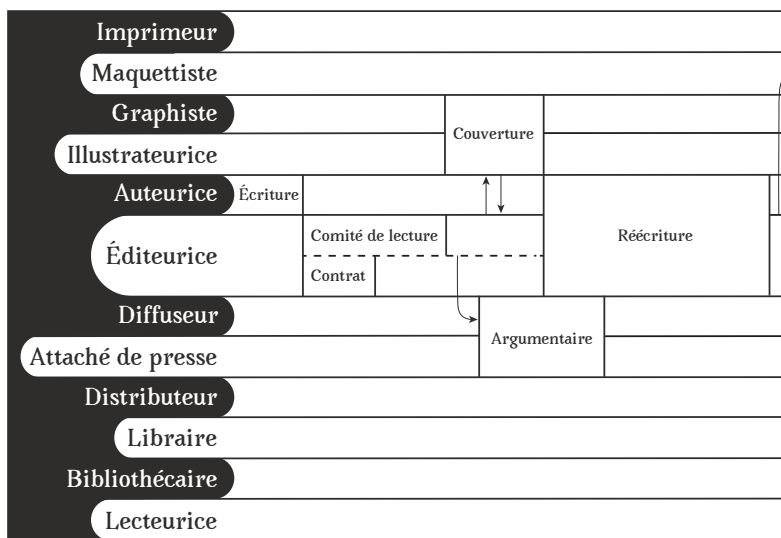 Imprimeur
Maquettiste
Graphiste
Couverture
Illustrateurice
Auteurice
Écriture
Éditeurice
Comité de lecture
Réécriture
Contrat
Diffuseur
Argumentaire
Attaché de presse
Distributeur
Libraire
Bibliothécaire
Lecteurice